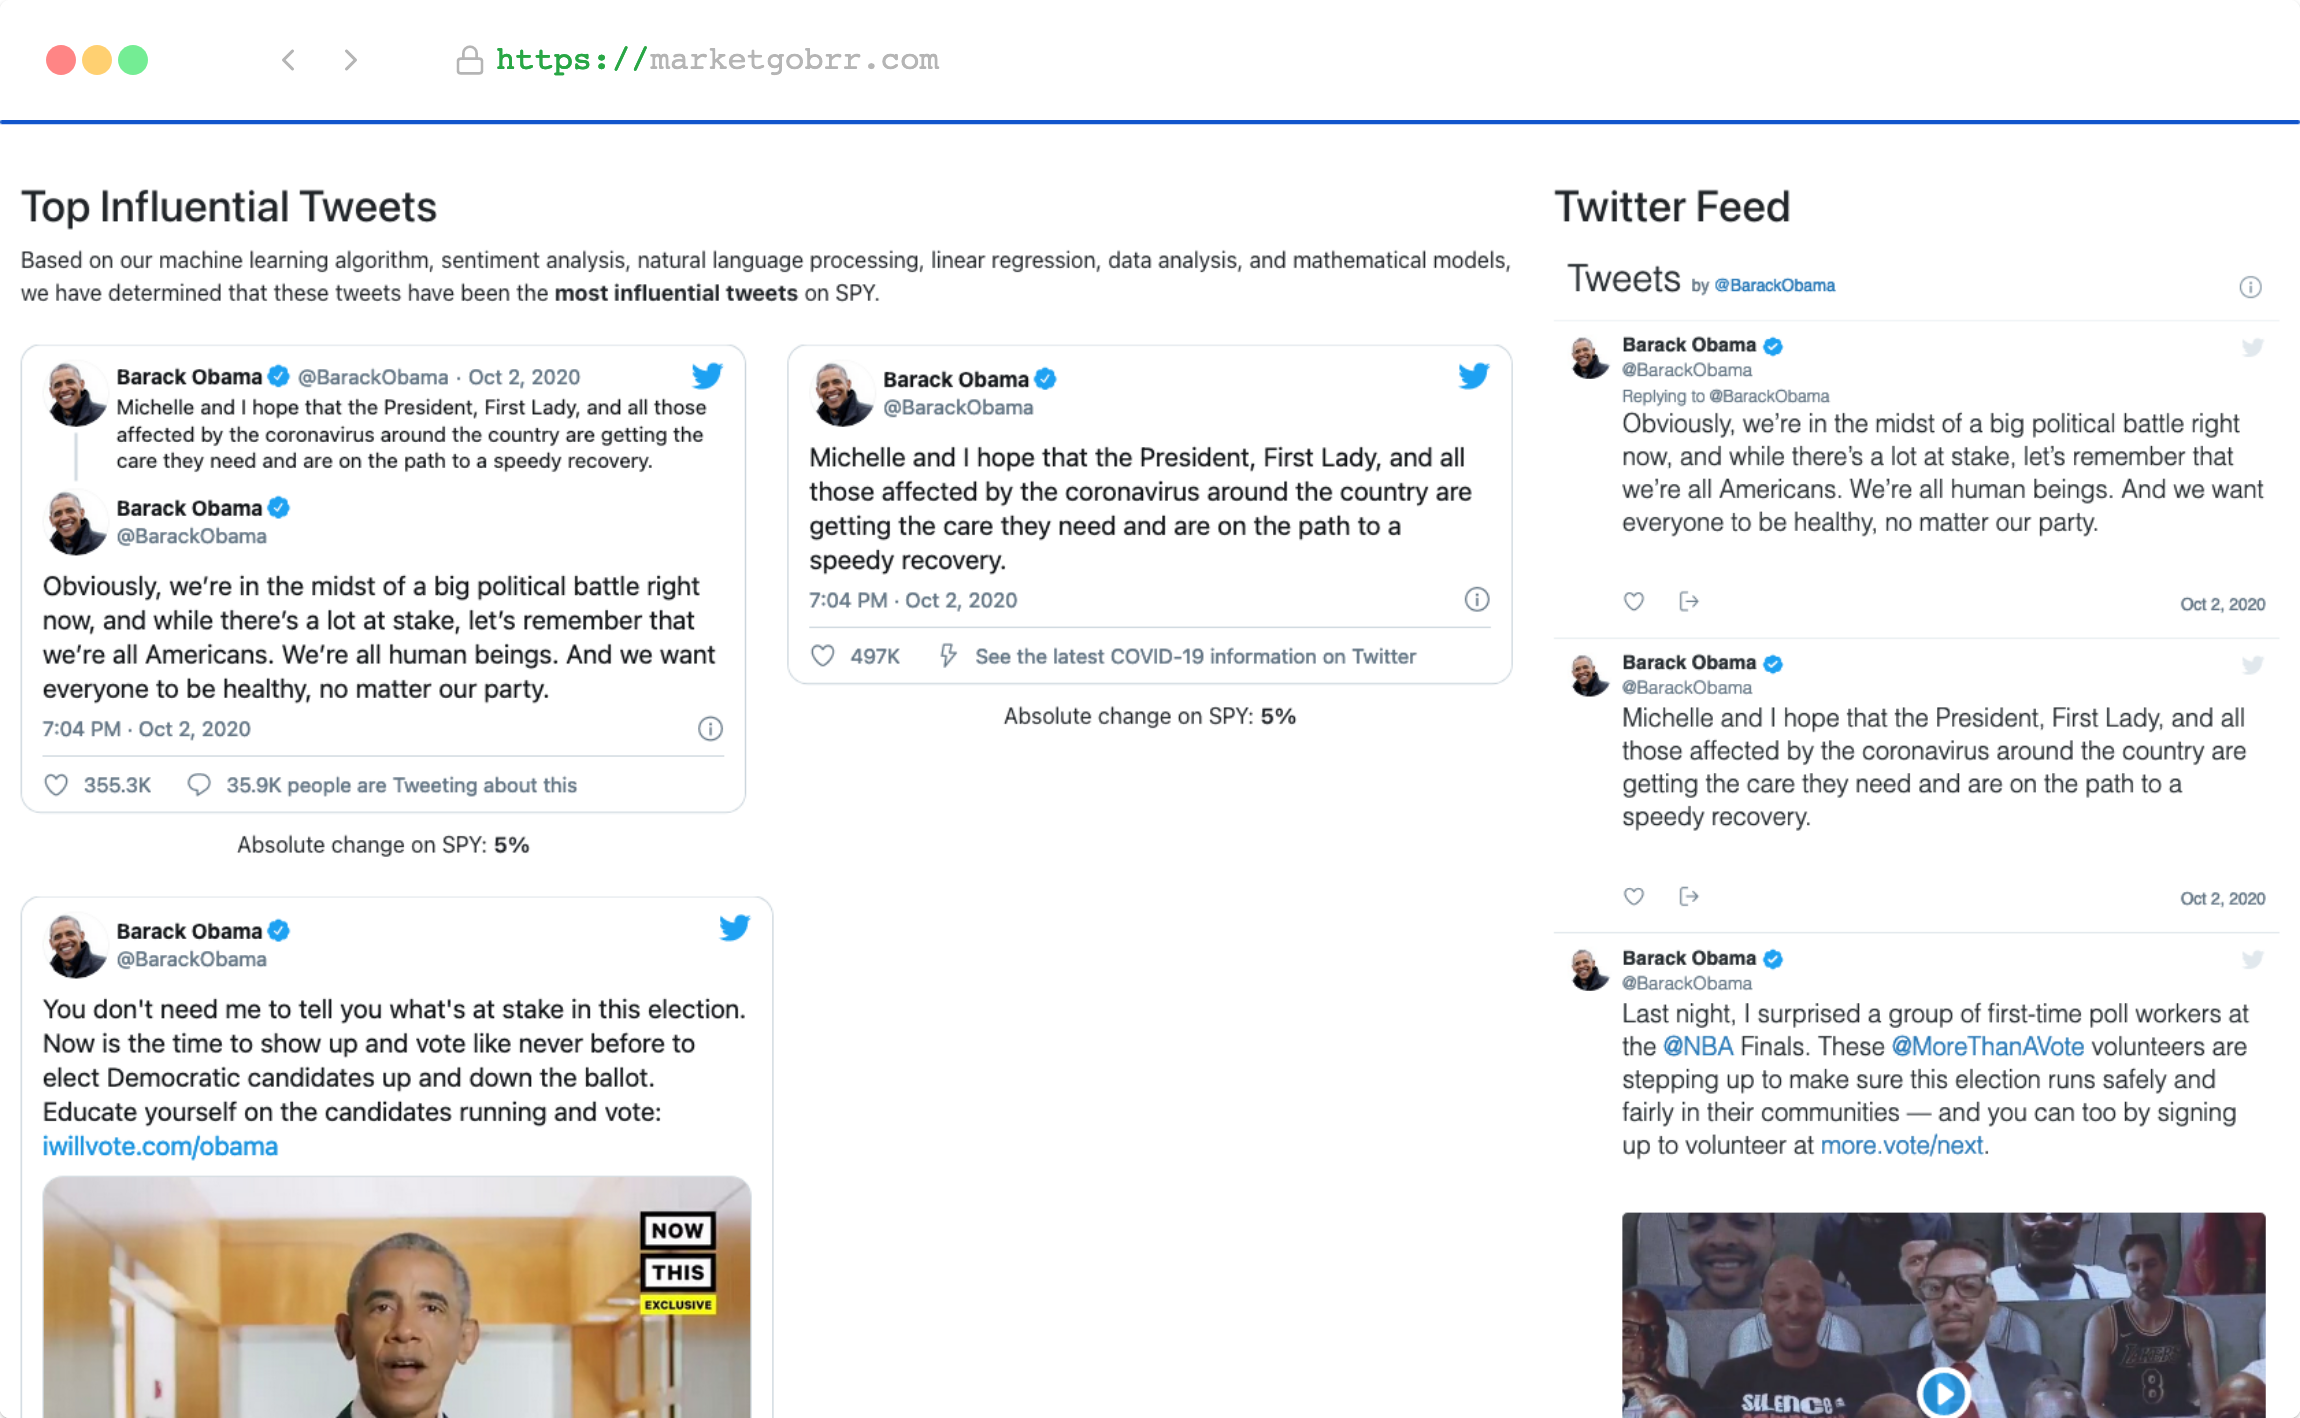 https://marketgobrr.com
Top Influential Tweets
Based on our machine learning algorithm, sentiment analysis, natural language processing, linear regression, data analysis, and mathematical models,
we have determined that these tweets have been the most influential tweets on SPY.
Barack Obama @BarackObama · Oct 2, 2020
Michelle and I hope that the President, First Lady, and all those
affected by the coronavirus around the country are getting the
care they need and are on the path to a speedy recovery.
Barack Obama
@BarackObama
Obviously, we’re in the midst of a big political battle right
now, and while there’s a lot at stake, let’s remember that
we’re all Americans. We’re all human beings. And we want
everyone to be healthy, no matter our party.
7:04 PM · Oct 2, 2020
355.3K 35.9K people are Tweeting about this
Absolute change on SPY: 5%
Barack Obama
@BarackObama
Michelle and I hope that the President, First Lady, and all
those affected by the coronavirus around the country are
getting the care they need and are on the path to a
speedy recovery.
7:04 PM · Oct 2, 2020
497K See the latest COVID-19 information on Twitter
Absolute change on SPY: 5%
Barack Obama
@BarackObama
You don't need me to tell you what's at stake in this election.
Now is the time to show up and vote like never before to
elect Democratic candidates up and down the ballot.
Educate yourself on the candidates running and vote:
iwillvote.com/obama
NOW
THIS
EXCLUSIVE
Twitter Feed
Tweets by @BarackObama
Barack Obama
@BarackObama
Replying to @BarackObama
Obviously, we’re in the midst of a big political battle right
now, and while there’s a lot at stake, let’s remember that
we’re all Americans. We’re all human beings. And we want
everyone to be healthy, no matter our party.
Oct 2, 2020
Barack Obama
@BarackObama
Michelle and I hope that the President, First Lady, and all
those affected by the coronavirus around the country are
getting the care they need and are on the path to a
speedy recovery.
Oct 2, 2020
Barack Obama
@BarackObama
Last night, I surprised a group of first-time poll workers at
the @NBA Finals. These @MoreThanAVote volunteers are
stepping up to make sure this election runs safely and
fairly in their communities — and you can too by signing
up to volunteer at more.vote/next.
LAKERS
8